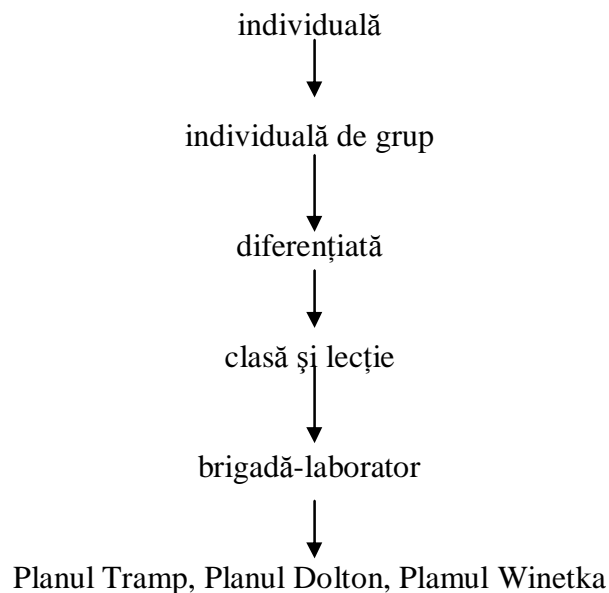 individuală
individuală de grup
diferențiată
clasă şi lecție
brigadă-laborator
Planul Tramp, Planul Dolton, Plamul Winetka